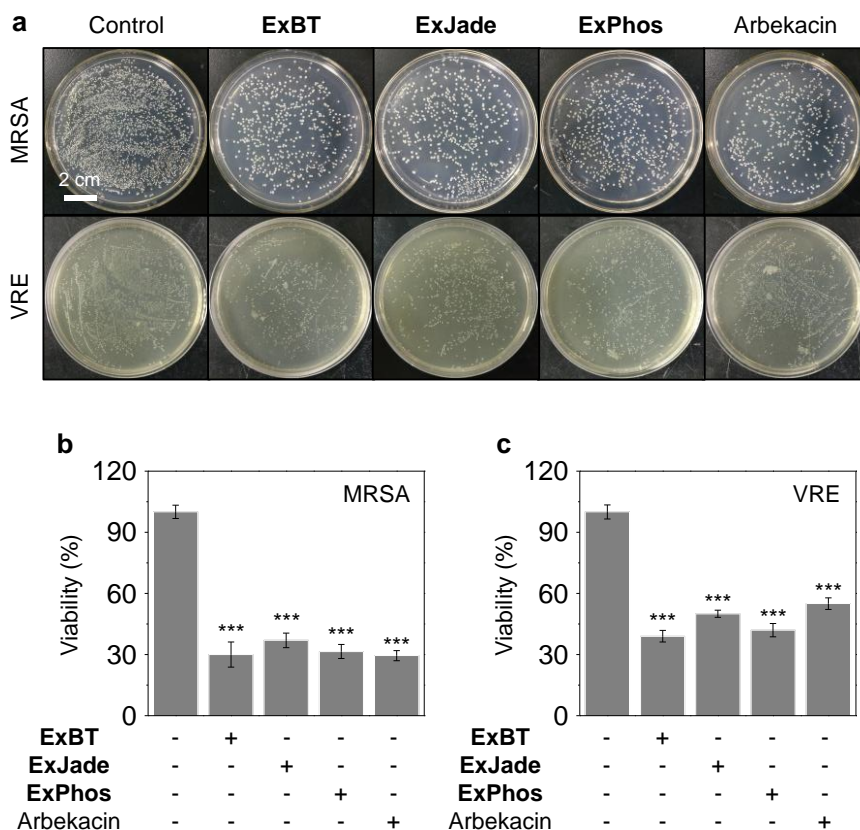 a Control ExBT ExJade ExPhos Arbekacin
MRSA
2 cm
VRE
b
120
90
60
30
0
Viability (%)
MRSA
*** *** *** ***
ExBT - + - - -
ExJade - - + - -
ExPhos - - - + -
Arbekacin - - - - +
c
120
90
60
30
0
Viability (%)
VRE
*** *** *** ***
ExBT - + - - -
ExJade - - + - -
ExPhos - - - + -
Arbekacin - - - - +